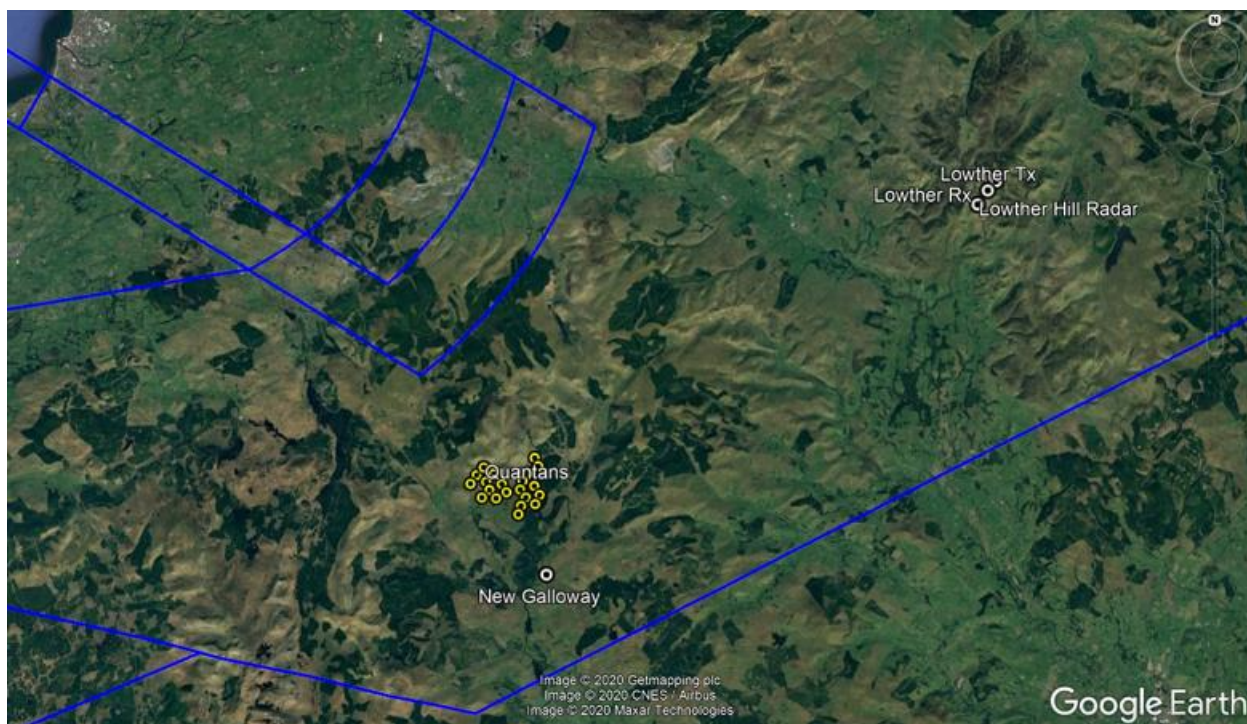 N
Lowther Tx
Lowther Rx
Lowther Hill Radar
Quantans
New Galloway
Image © 2020 Getmapping plc
Image © 2020 CNES / Airbus
Image © 2020 Maxar Technologies
Google Earth